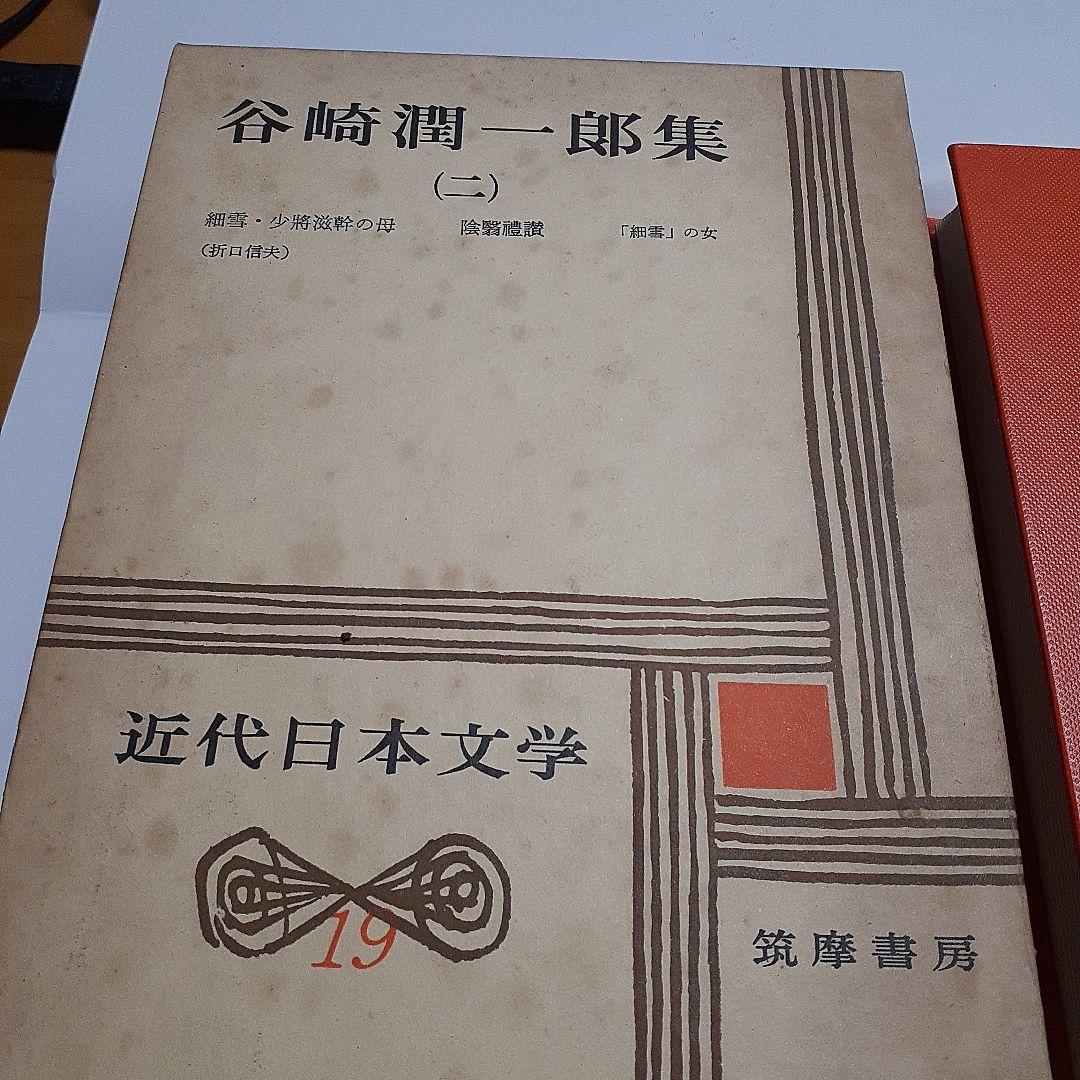 谷崎潤一郎集
(二)
細雪・少將滋幹の母 陰翳禮讃 「細雪」の女
(折口信夫)
近代日本文学
19
筑摩書房